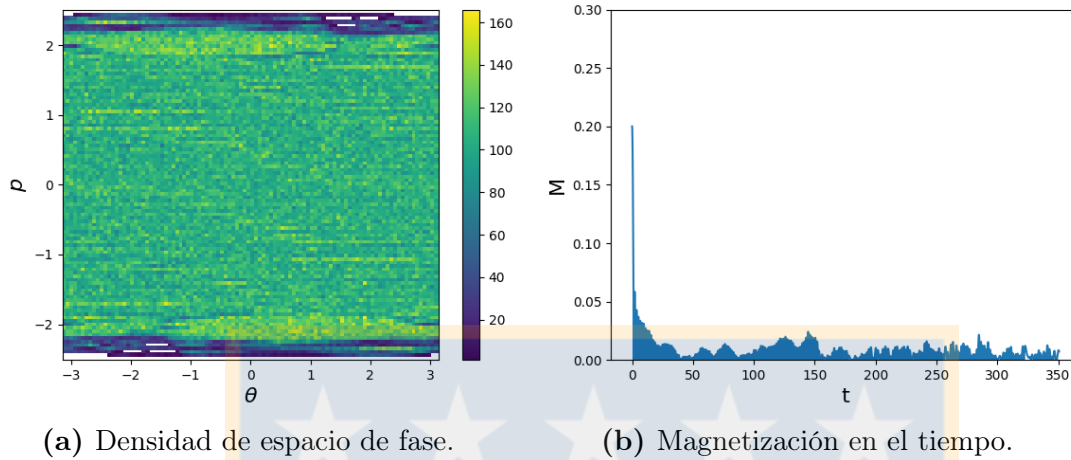 2
1
0
−1
−2
p
−3 −2 −1 0 1 2 3
θ
160
140
120
100
80
60
40
20
0.30
0.25
0.20
0.15
0.10
0.05
0.00
M
0 50 100 150 200 250 300 350
t
(a) Densidad de espacio de fase.
(b) Magnetización en el tiempo.